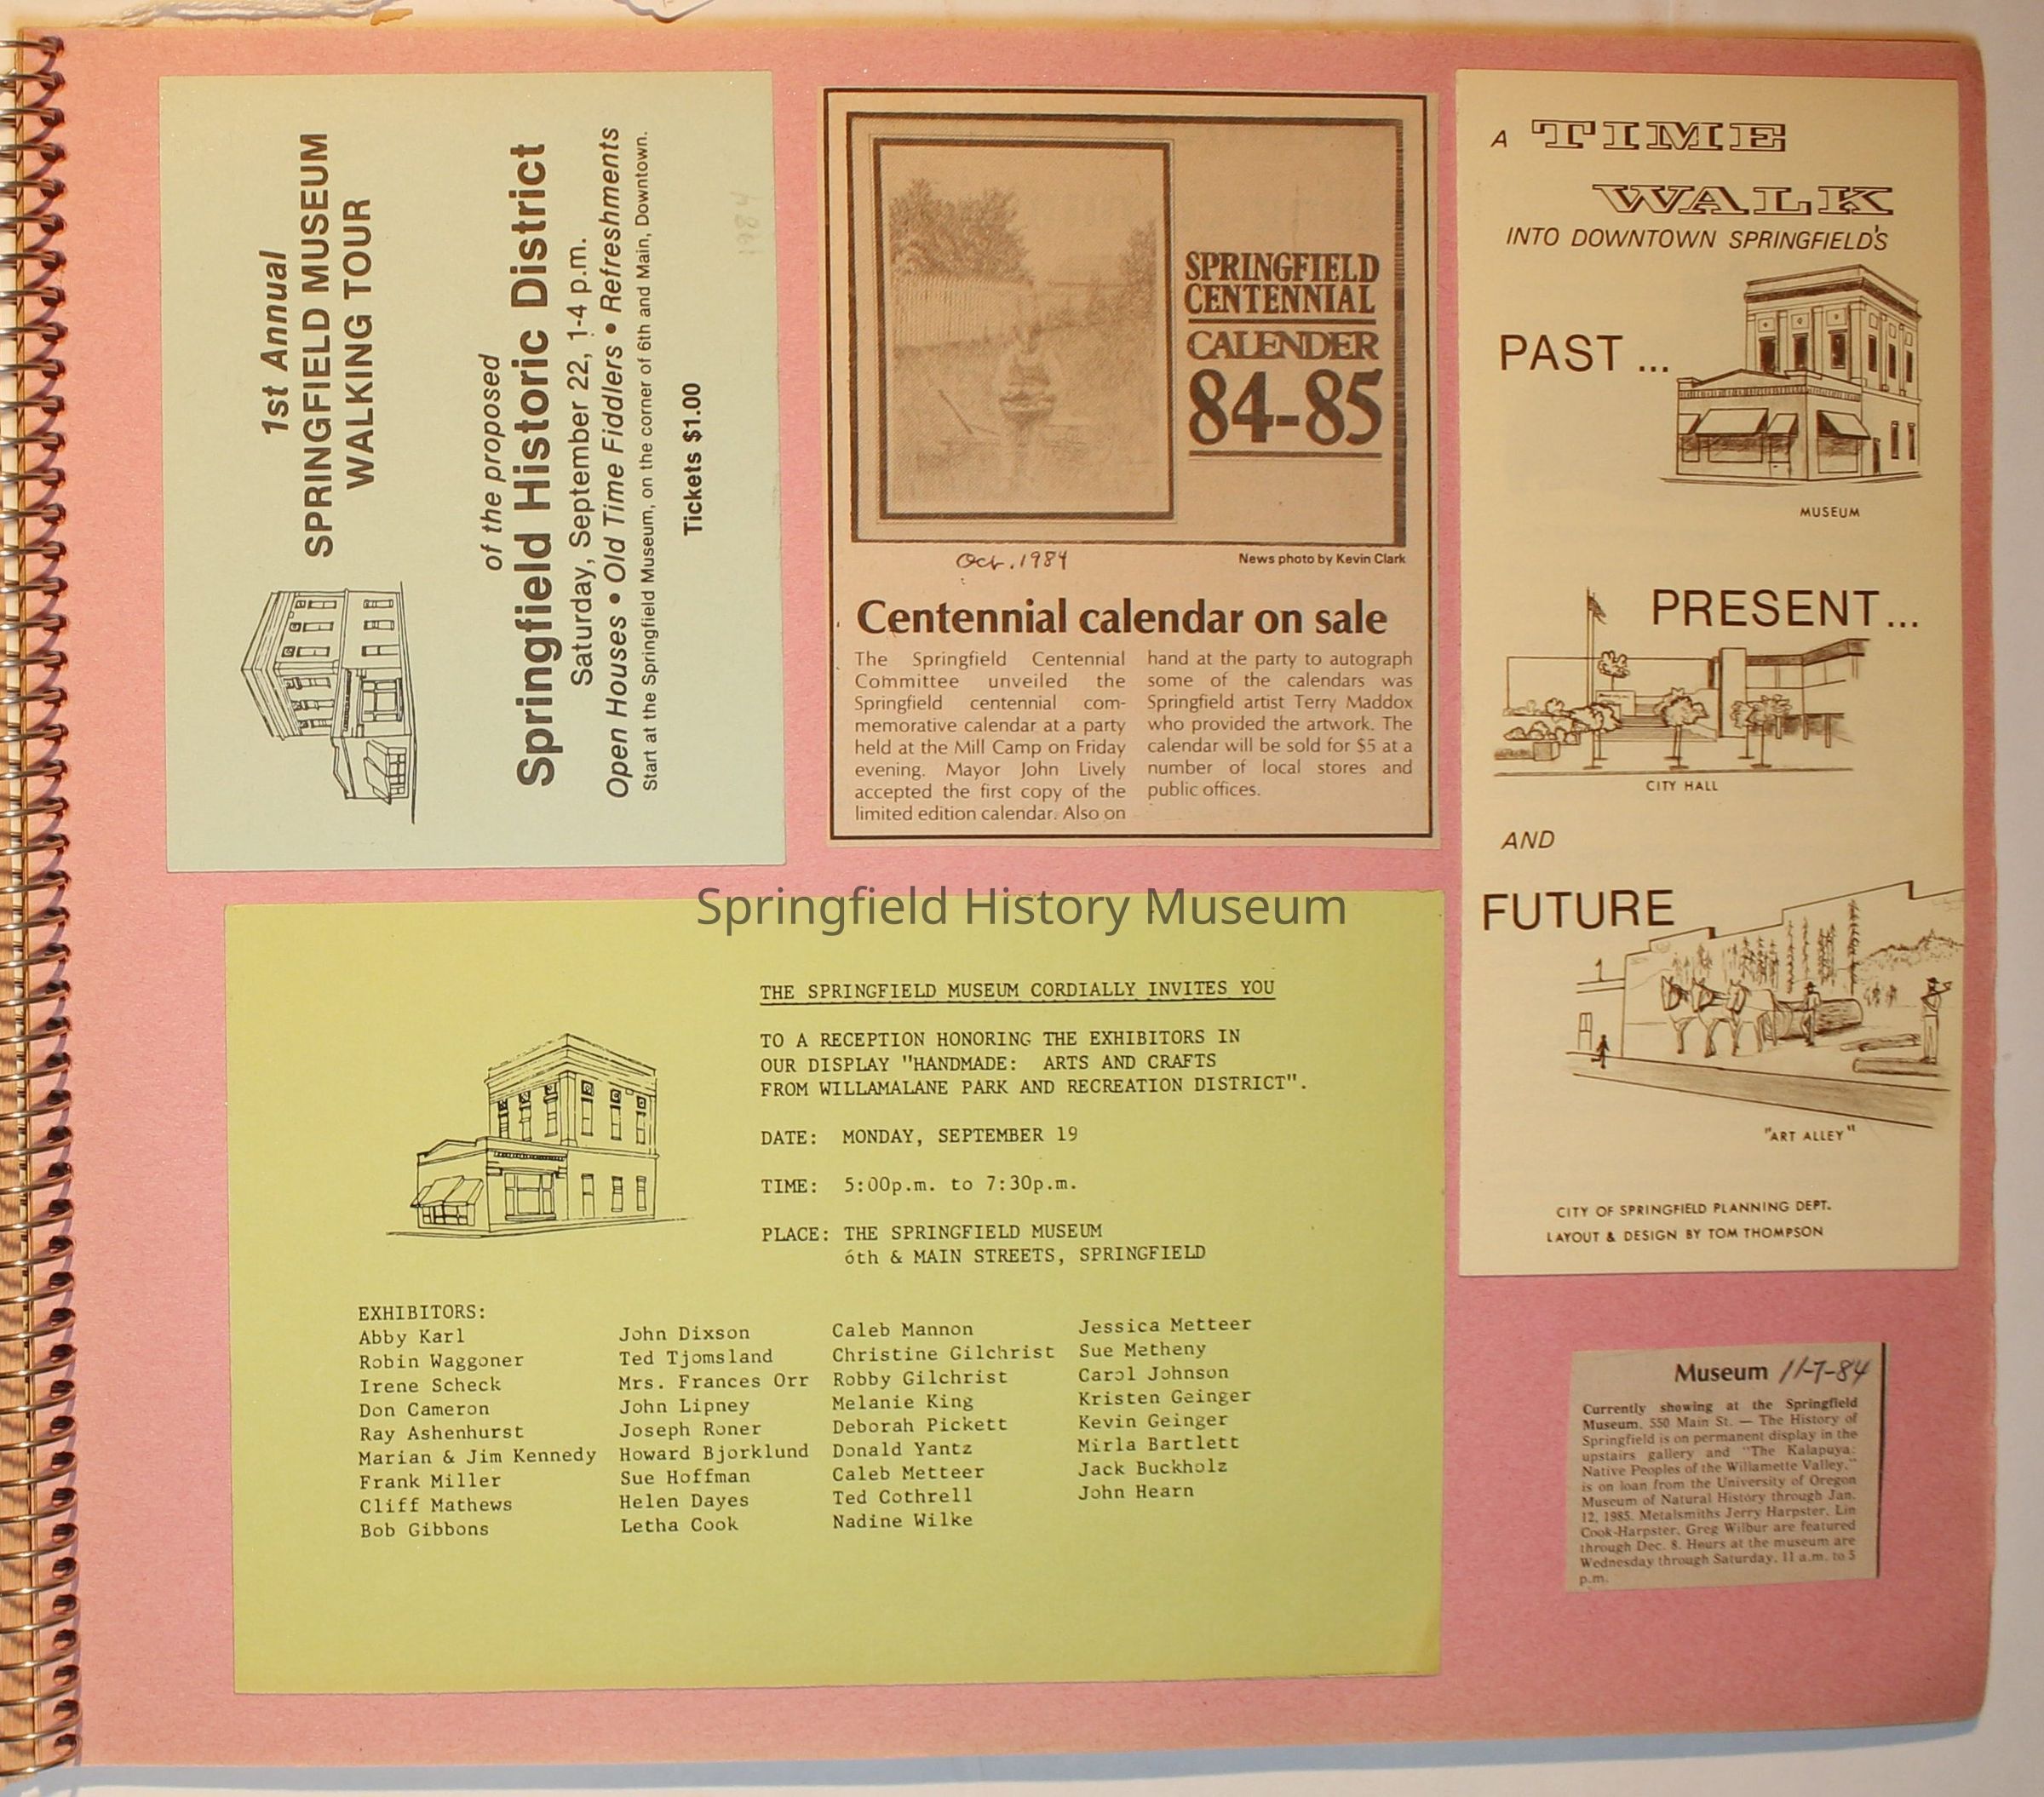 1st Annual
SPRINGFIELD MUSEUM
WALKING TOUR
of the proposed
Springfield Historic District
Saturday, September 22, 1-4 p.m.
Open Houses • Old Time Fiddlers • Refreshments
Start at the Springfield Museum, on the corner of 6th and Main, Downtown.
Tickets $1.00
1984
SPRINGFIELD
CENTENNIAL
CALENDER
84-85
Oct. 1984
News photo by Kevin Clark
Centennial calendar on sale
The Springfield Centennial
Committee unveiled the
Springfield centennial com-
memorative calendar at a party
held at the Mill Camp on Friday
evening. Mayor John Lively
accepted the first copy of the
limited edition calendar. Also on
hand at the party to autograph
some of the calendars was
Springfield artist Terry Maddox
who provided the artwork. The
calendar will be sold for $5 at a
number of local stores and
public offices.
A TIME
WALK
INTO DOWNTOWN SPRINGFIELD'S
PAST ...
MUSEUM
PRESENT...
CITY HALL
AND
FUTURE
"ART ALLEY"
CITY OF SPRINGFIELD PLANNING DEPT.
LAYOUT & DESIGN BY TOM THOMPSON
Springfield History Museum
THE SPRINGFIELD MUSEUM CORDIALLY INVITES YOU
TO A RECEPTION HONORING THE EXHIBITORS IN
OUR DISPLAY "HANDMADE: ARTS AND CRAFTS
FROM WILLAMALANE PARK AND RECREATION DISTRICT".
DATE: MONDAY, SEPTEMBER 19
TIME: 5:00p.m. to 7:30p.m.
PLACE: THE SPRINGFIELD MUSEUM
6th & MAIN STREETS, SPRINGFIELD
EXHIBITORS:
Abby Karl
Robin Waggoner
Irene Scheck
Don Cameron
Ray Ashenhurst
Marian & Jim Kennedy
Frank Miller
Cliff Mathews
Bob Gibbons
John Dixson
Ted Tjomsland
Mrs. Frances Orr
John Lipney
Joseph Roner
Howard Bjorklund
Sue Hoffman
Helen Dayes
Letha Cook
Caleb Mannon
Christine Gilchrist
Robby Gilchrist
Melanie King
Deborah Pickett
Donald Yantz
Caleb Metteer
Ted Cothrell
Nadine Wilke
Jessica Metteer
Sue Metheny
Carol Johnson
Kristen Geinger
Kevin Geinger
Mirla Bartlett
Jack Buckholz
John Hearn
Museum 11-7-84
Currently showing at the Springfield
Museum, 550 Main St. — The History of
Springfield is on permanent display in the
upstairs gallery and "The Kalapuya:
Native Peoples of the Willamette Valley,"
is on loan from the University of Oregon
Museum of Natural History through Jan.
12, 1985. Metalsmiths Jerry Harpster, Lin
Cook-Harpster, Greg Wilbur are featured
through Dec. 8. Hours at the museum are
Wednesday through Saturday, 11 a.m. to 5
p.m.